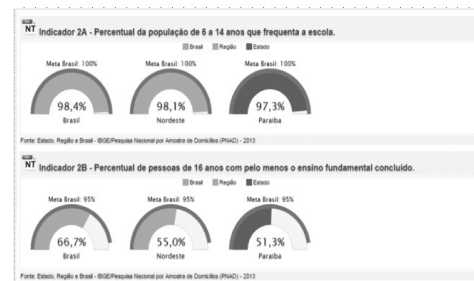 NT Indicador 2A - Percentual da população de 6 a 14 anos que frequenta a escola.
Brasil Região Estado
Meta Brasil: 100% Meta Brasil: 100% Meta Brasil: 100%
98,4% 98,1% 97,3%
Brasil Nordeste Paraíba
Fonte: Estado, Região e Brasil - IBGE/Pesquisa Nacional por Amostra de Domicílios (PNAD) - 2013
NT Indicador 2B - Percentual de pessoas de 16 anos com pelo menos o ensino fundamental concluído.
Brasil Região Estado
Meta Brasil: 95% Meta Brasil: 95% Meta Brasil: 95%
66,7% 55,0% 51,3%
Brasil Nordeste Paraíba
Fonte: Estado, Região e Brasil - IBGE/Pesquisa Nacional por Amostra de Domicílios (PNAD) - 2013